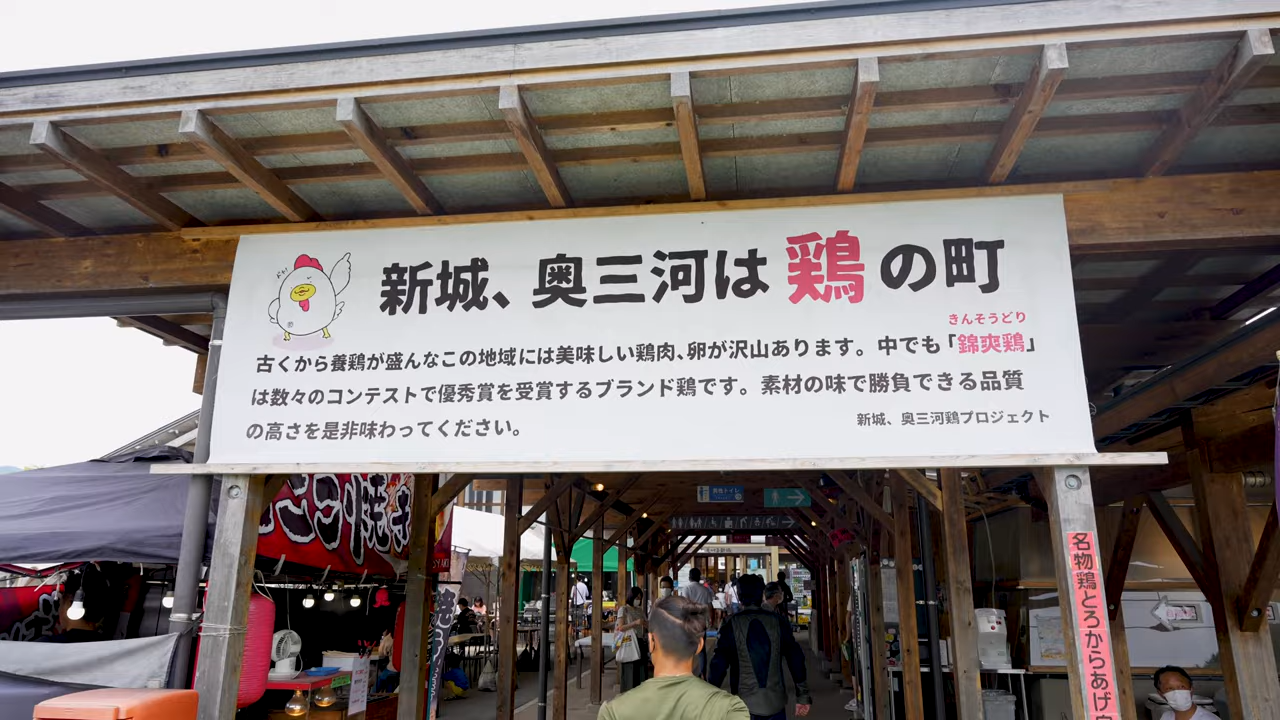 新城、奥三河は鶏の町
古くから養鶏が盛んなこの地域には美味しい鶏肉、卵が沢山あります。中でも「錦爽鶏」
きんそうどり
は数々のコンテストで優秀賞を受賞するブランド鶏です。素材の味で勝負できる品質
の高さを是非味わってください。
新城、奥三河鶏プロジェクト
たこ焼き
名物鶏とろからあげ